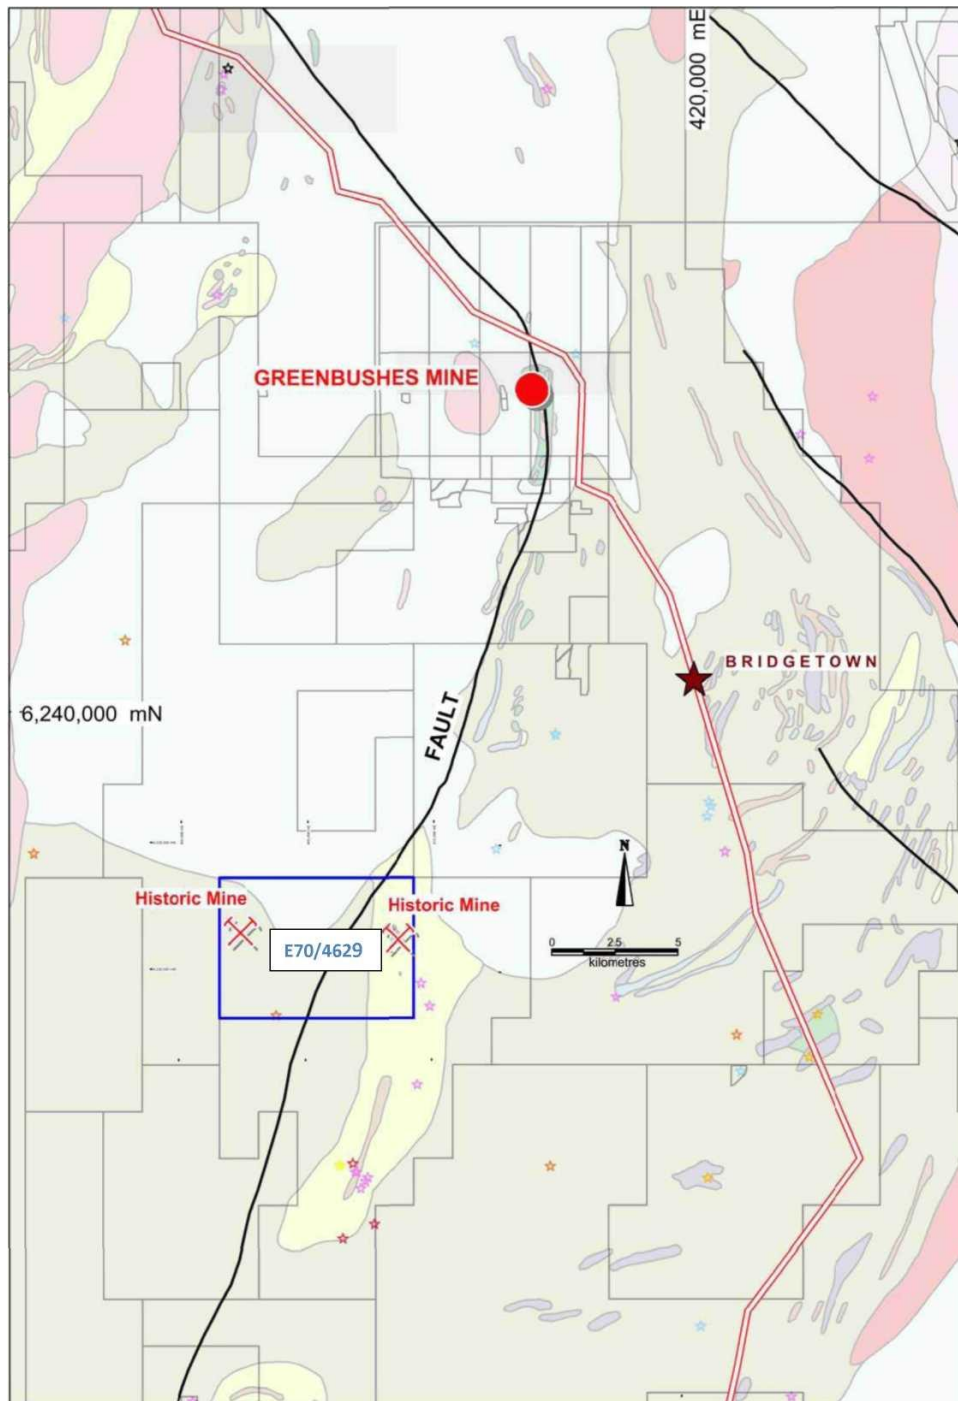 420,000 mE
GREENBUSHES MINE
BRIDGETOWN
6,240,000 mN
FAULT
N
Historic Mine
Historic Mine
E70/4629
0 2.5 5
kilometres